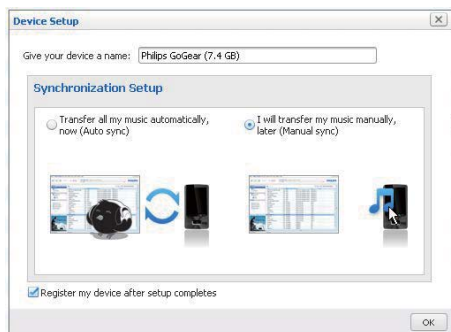 Device Setup
Give your device a name: Philips GoGear (7.4 GB)
Synchronization Setup
Transfer all my music automatically,
now (Auto sync)
I will transfer my music manually,
later (Manual sync)
Register my device after setup completes
OK